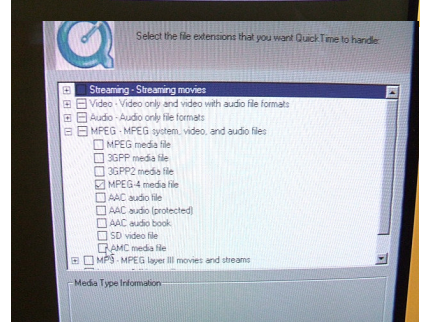 Select the file extensions that you want QuickTime to handle:
Streaming - Streaming movies
Video - Video only and video with audio file formats
Audio - Audio only file formats
MPEG - MPEG system, video, and audio files
MPEG media file
3GPP media file
3GPP2 media file
MPEG-4 media file
AAC audio file
AAC audio (protected)
AAC audio book
SD video file
AMC media file
MP3 - MPEG layer III movies and streams
Media Type Information